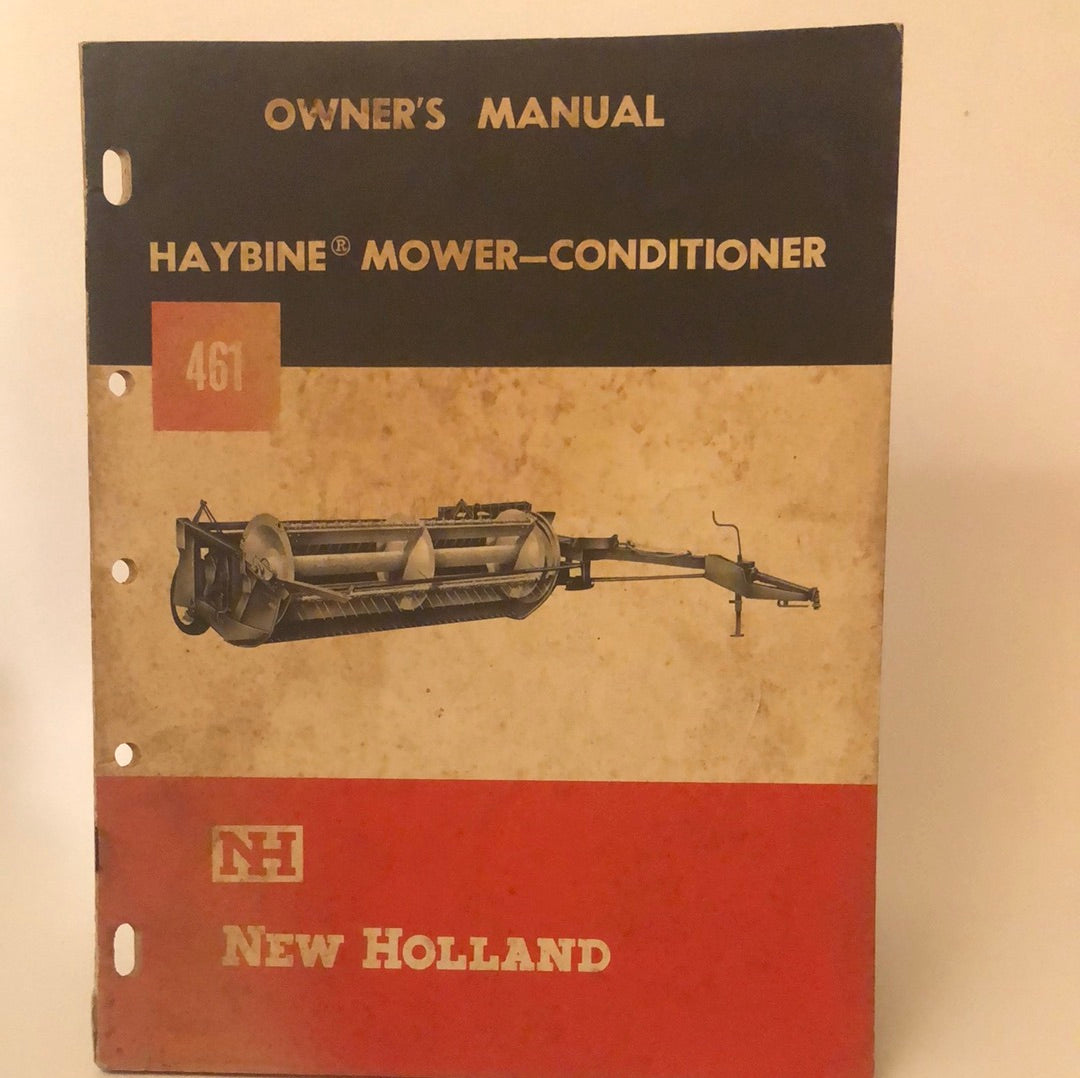 OWNER'S MANUAL
HAYBINE® MOWER–CONDITIONER
461
NH
NEW HOLLAND